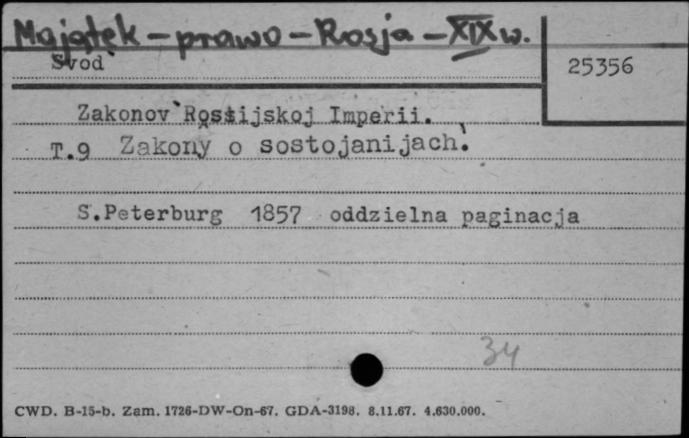 Majątek – prawo – Rosja – XIX w.
Svod
25356
Zakonov Rossijskoj Imperii.
T.9 Zakony o sostojanijach.
S.Peterburg 1857 oddzielna paginacja
34
CWD. B-15-b. Zam. 1726-DW-On-67. GDA-3198. 8.11.67. 4.630.000.